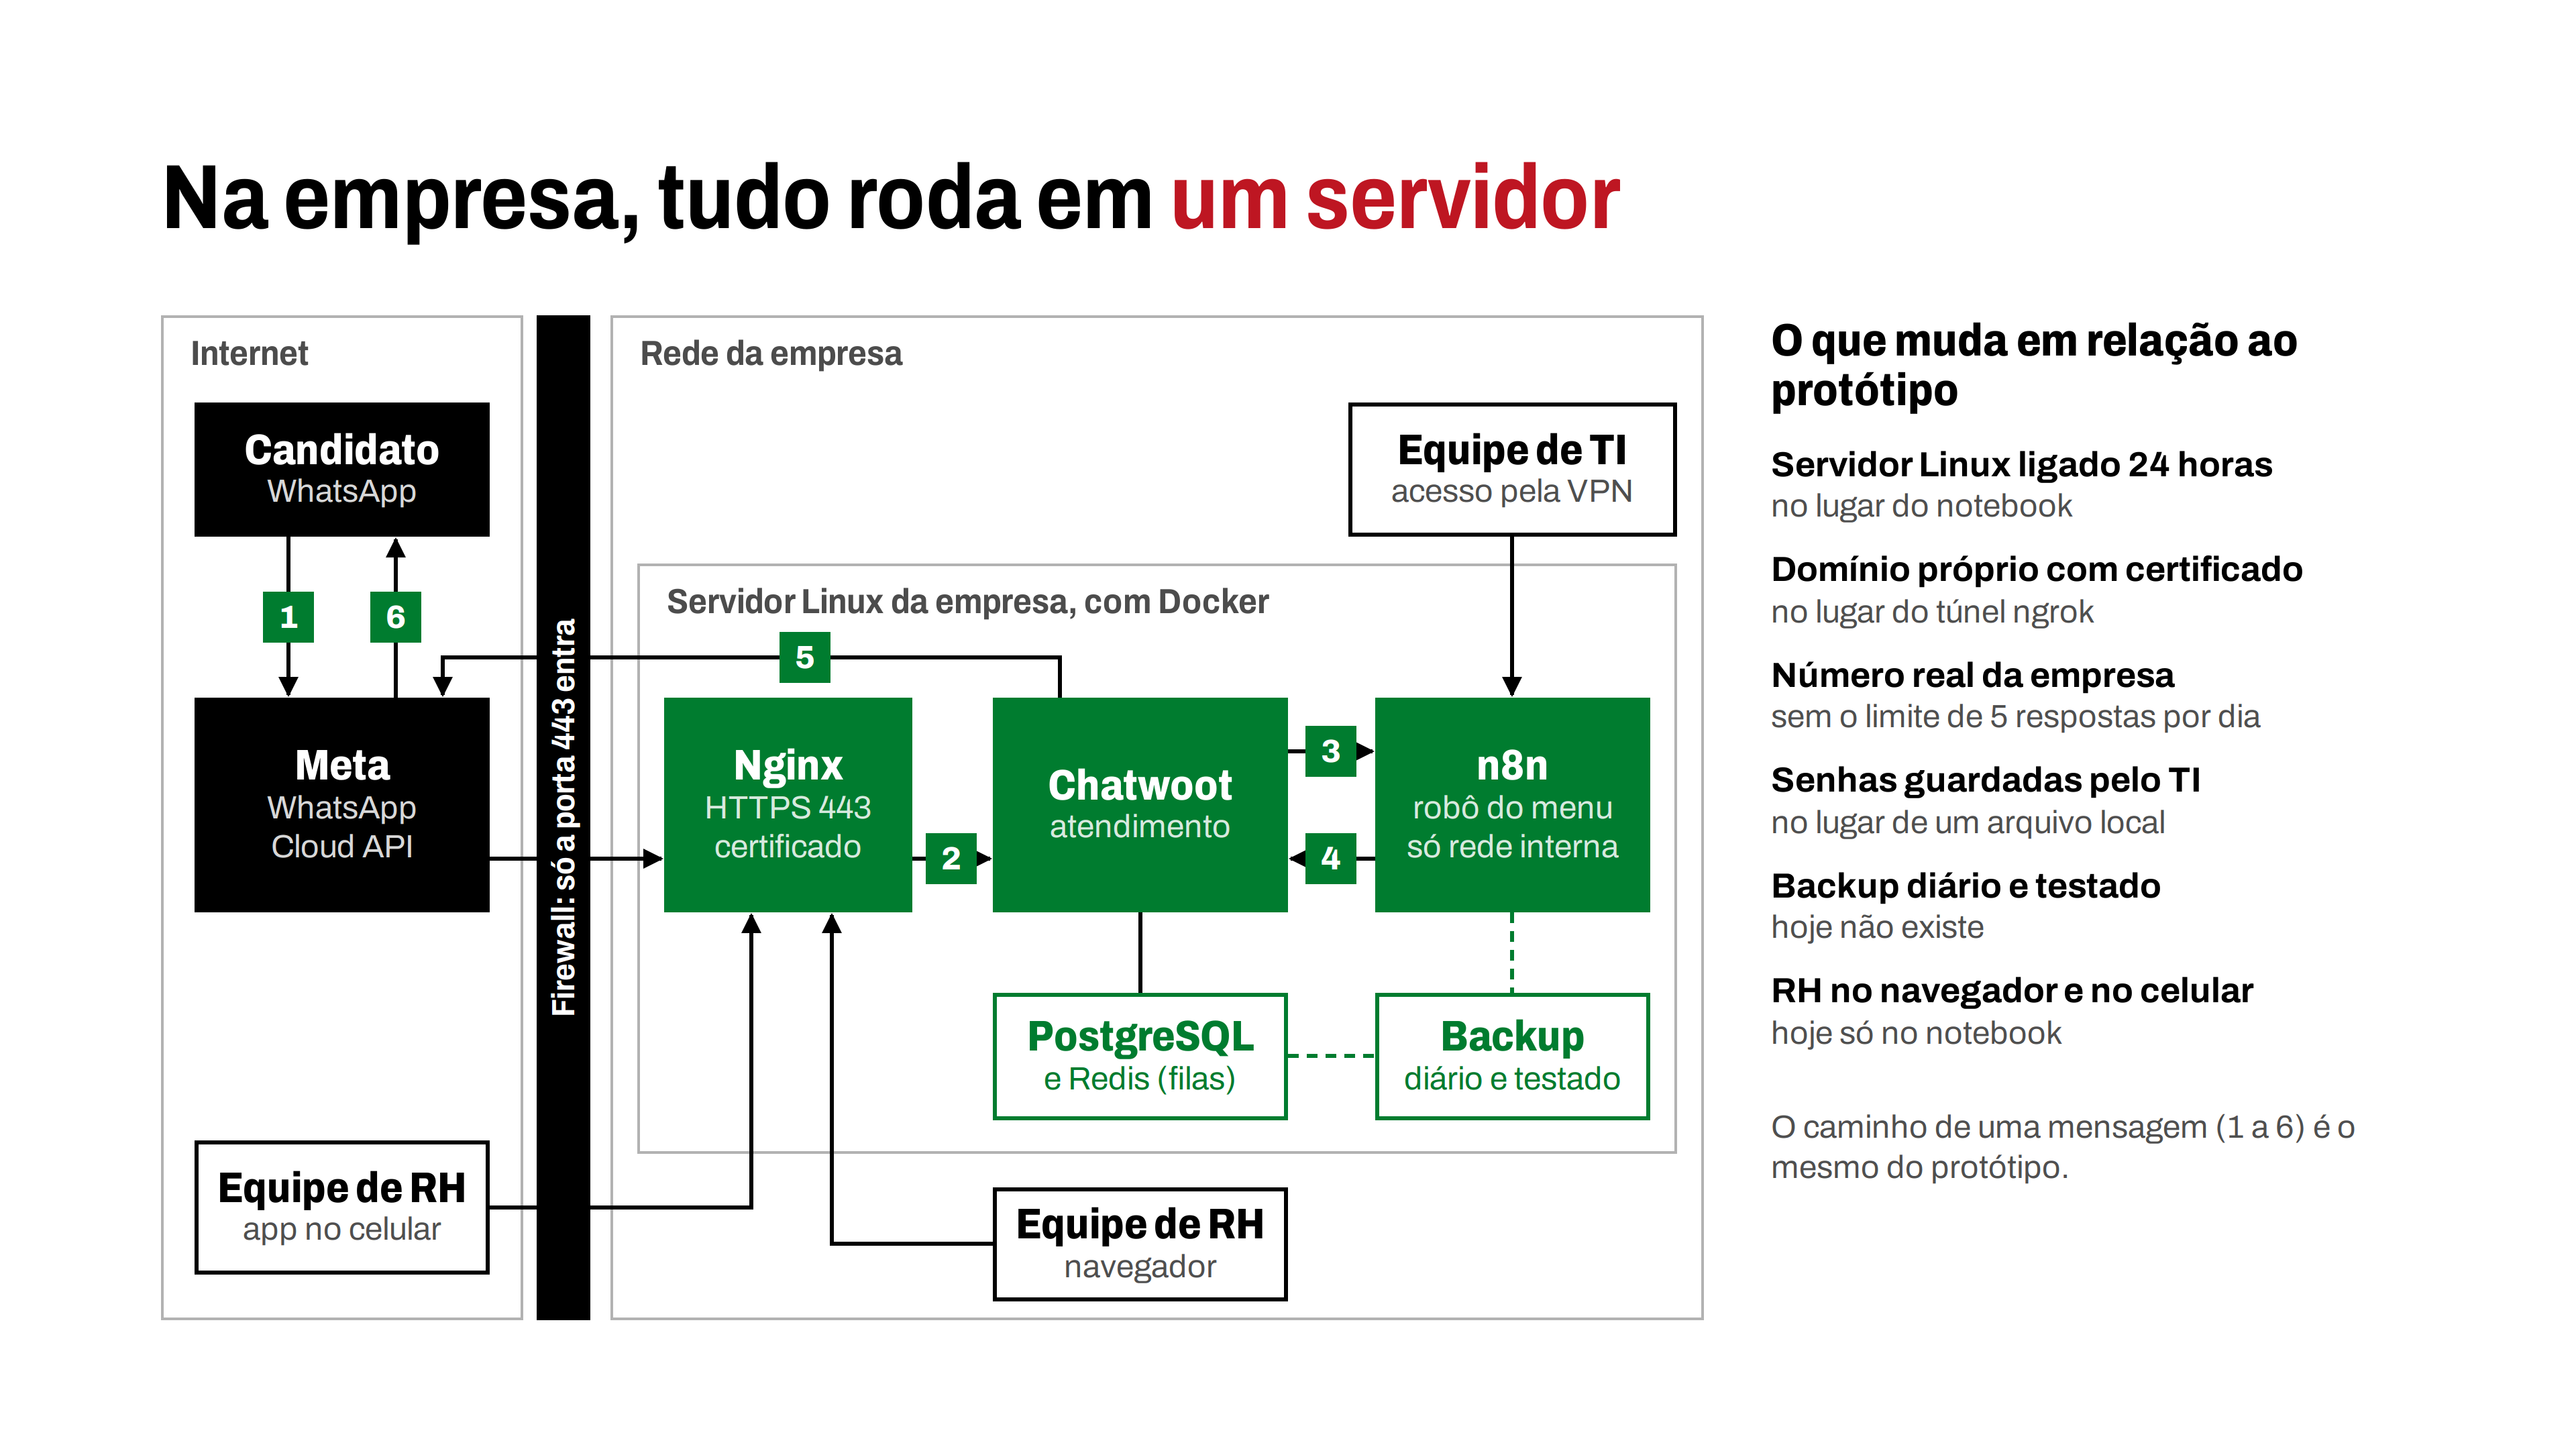 Na empresa, tudo roda em um servidor
Internet
Candidato
WhatsApp
1
6
Meta
WhatsApp
Cloud API
Equipe de RH
app no celular
Firewall: só a porta 443 entra
Rede da empresa
Equipe de TI
acesso pela VPN
Servidor Linux da empresa, com Docker
5
Nginx
HTTPS 443
certificado
2
Chatwoot
atendimento
3
4
n8n
robô do menu
só rede interna
PostgreSQL
e Redis (filas)
Backup
diário e testado
Equipe de RH
navegador
O que muda em relação ao
protótipo
Servidor Linux ligado 24 horas
no lugar do notebook
Domínio próprio com certificado
no lugar do túnel ngrok
Número real da empresa
sem o limite de 5 respostas por dia
Senhas guardadas pelo TI
no lugar de um arquivo local
Backup diário e testado
hoje não existe
RH no navegador e no celular
hoje só no notebook
O caminho de uma mensagem (1 a 6) é o
mesmo do protótipo.